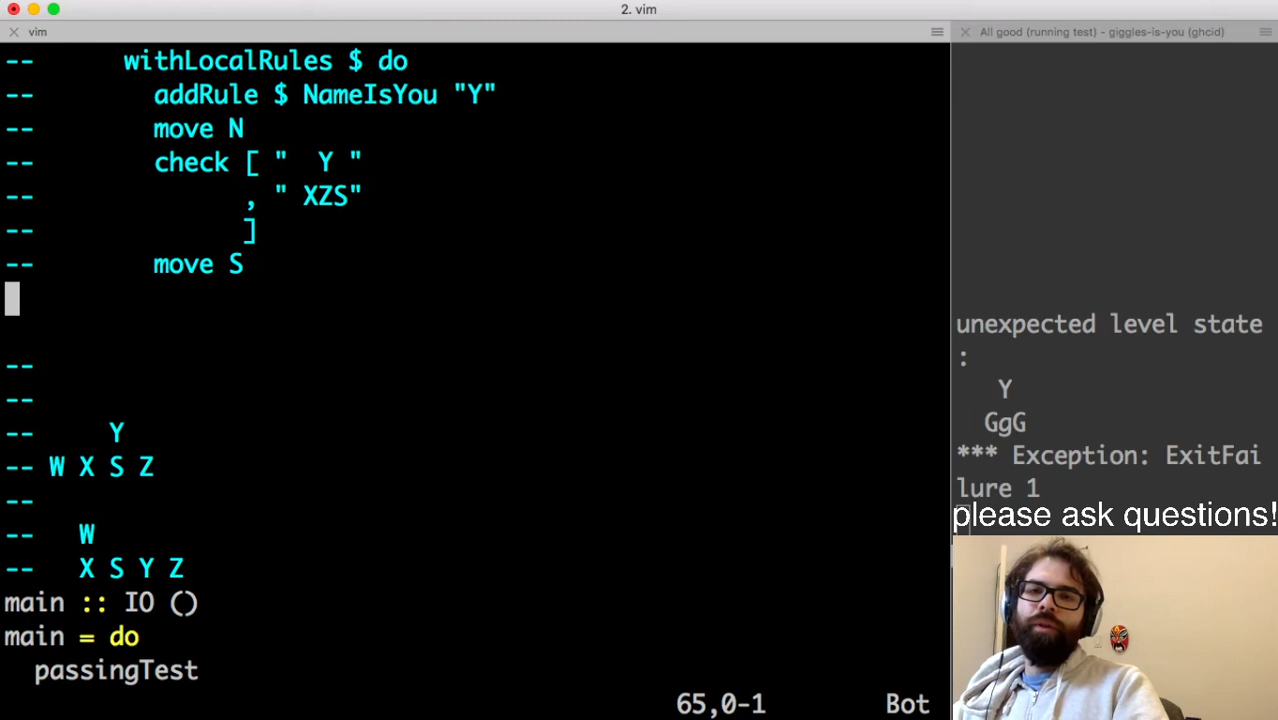 2. vim
vim
All good (running test) - giggles-is-you (ghcid)
--      withLocalRules $ do
--        addRule $ NameIsYou "Y"
--        move N
--        check [ "  Y "
--              , " XZS"
--              ]
--        move S
--
--
--      Y
-- W X S Z
--
--    W
--    X S Y Z
main :: IO ()
main = do
  passingTest
65,0-1    Bot
unexpected level state
:
    Y
   GgG
*** Exception: ExitFai
lure 1
please ask questions!